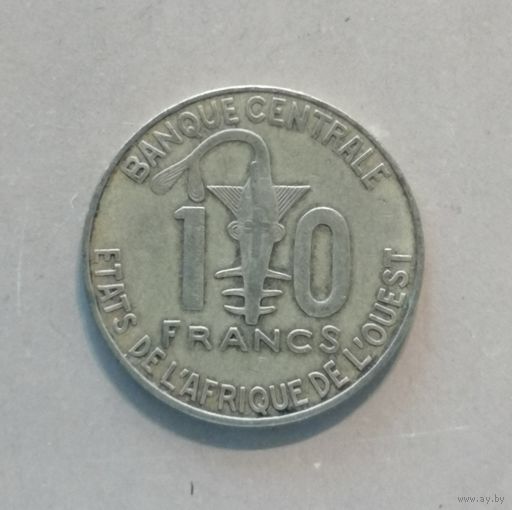 BANQUE CENTRALE
10
FRANCS
ETATS DE L'AFRIQUE DE L'OUEST
www.ay.by